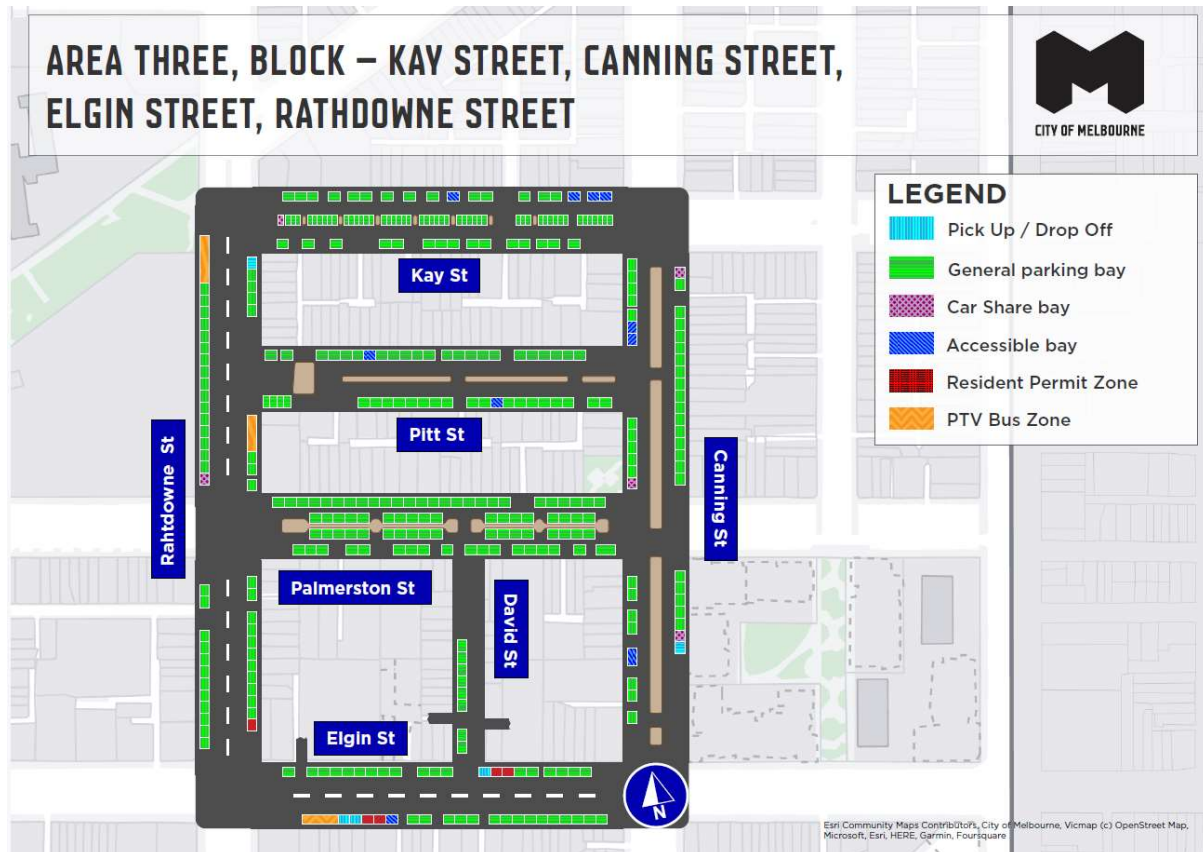 AREA THREE, BLOCK – KAY STREET, CANNING STREET,
ELGIN STREET, RATHDOWNE STREET
CITY OF MELBOURNE
LEGEND
Pick Up / Drop Off
General parking bay
Car Share bay
Accessible bay
Resident Permit Zone
PTV Bus Zone
Kay St
Pitt St
Rahtdowne St
Canning St
Palmerston St
David St
Elgin St
N
Esri Community Maps Contributors, City of Melbourne, Vicmap (c) OpenStreet Map,
Microsoft, Esri, HERE, Garmin, Foursquare